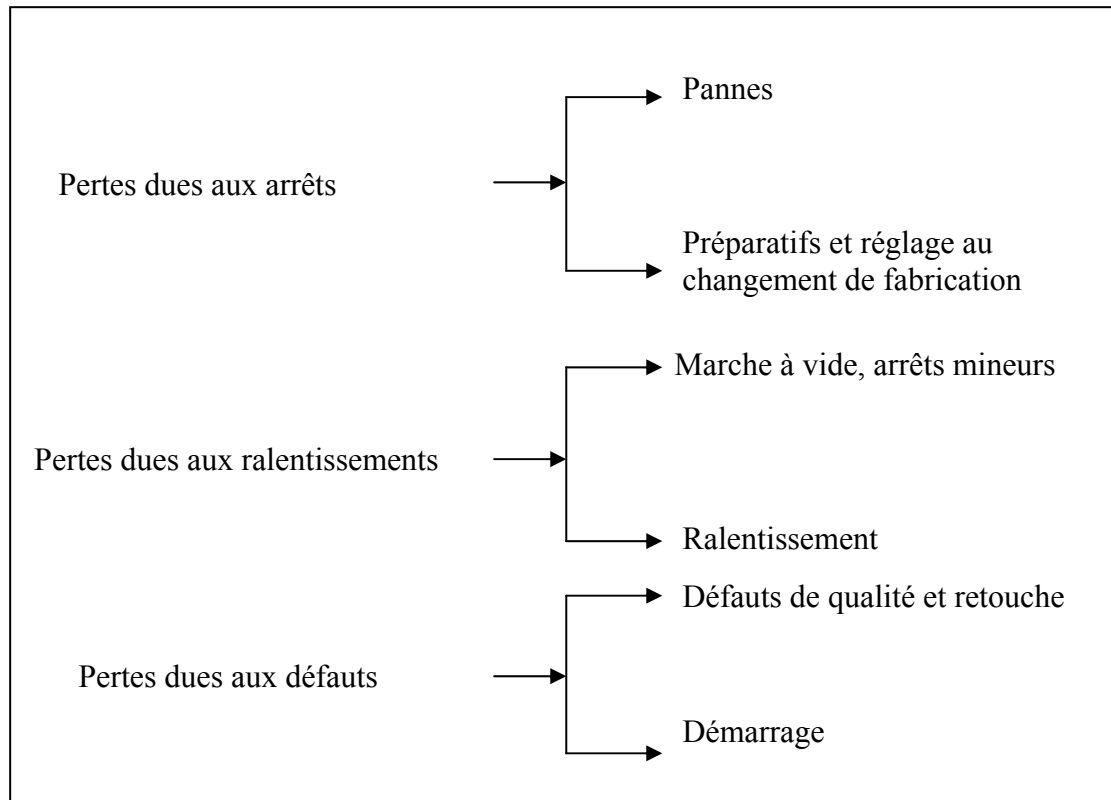 Pannes
Pertes dues aux arrêts
Préparatifs et réglage au
changement de fabrication
Marche à vide, arrêts mineurs
Pertes dues aux ralentissements
Ralentissement
Défauts de qualité et retouche
Pertes dues aux défauts
Démarrage